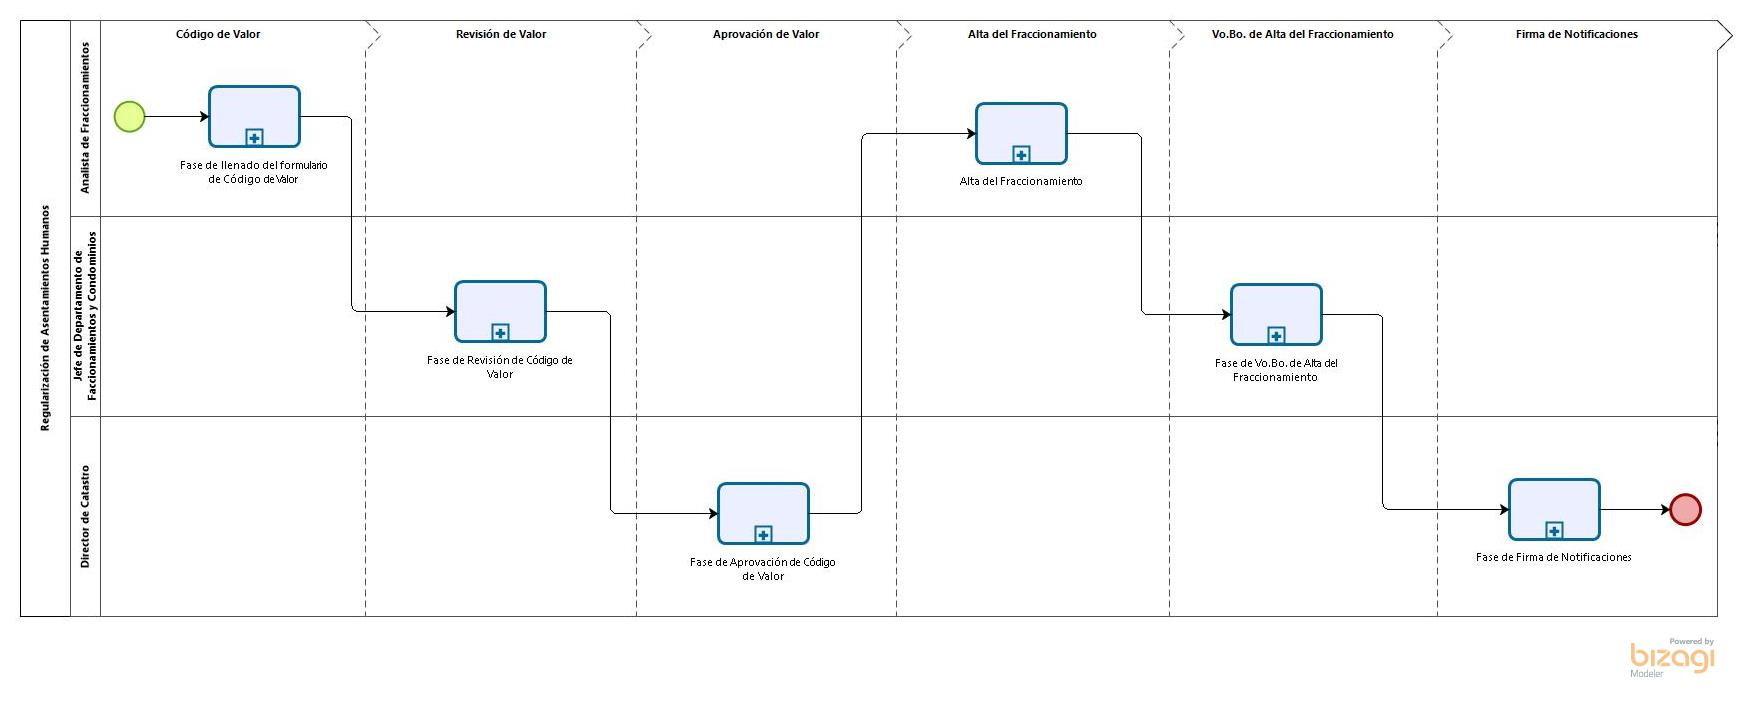 Código de Valor
Revisión de Valor
Aprovación de Valor
Alta del Fraccionamiento
Vo.Bo. de Alta del Fraccionamiento
Firma de Notificaciones
Regularización de Asentamientos Humanos
Analista de Fraccionamientos
Fase de llenado del formulario
de Código de Valor
Alta del Fraccionamiento
Jefe de Departamento de
Faccionamientos y Condominios
Fase de Revisión de Código de
Valor
Fase de Vo.Bo. de Alta del
Fraccionamiento
Director de Catastro
Fase de Aprovación de Código
de Valor
Fase de Firma de Notificaciones
Powered by
bizagi
Modeler